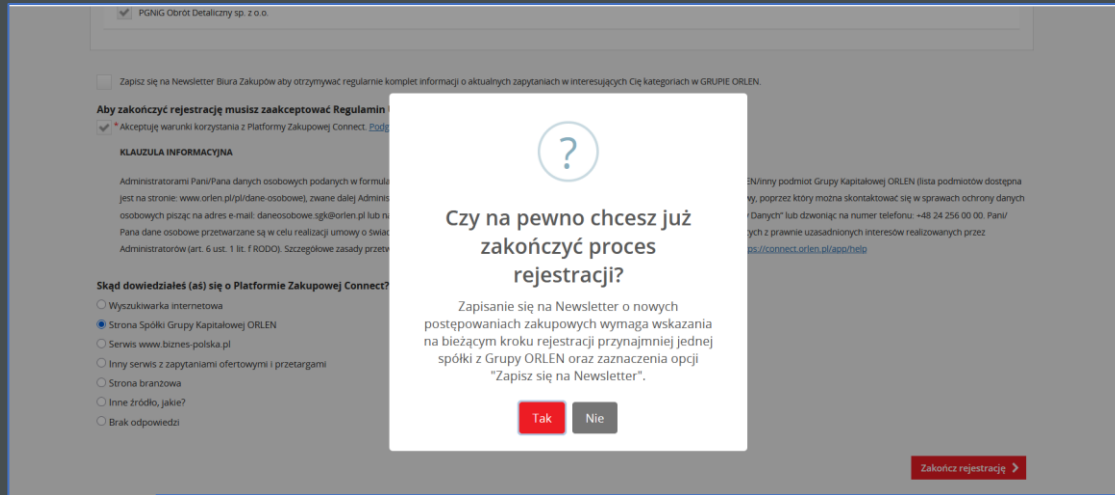 PGNiG Obrót Detaliczny sp. z o.o.
Zapisz się na Newsletter Biura Zakupów aby otrzymywać regularnie komplet informacji o aktualnych zapytaniach w interesujących Cię kategoriach w GRUPIE ORLEN.
Aby zakończyć rejestrację musisz zaakceptować Regulamin
* Akceptuję warunki korzystania z Platformy Zakupowej Connect. Podg
KLAUZULA INFORMACYJNA
Administratorami Pani/Pana danych osobowych podanych w formula EN/inny podmiot Grupy Kapitałowej ORLEN (lista podmiotów dostępna
jest na stronie: www.orlen.pl/pl/dane-osobowe), zwane dalej Adminis wy, poprzez który można skontaktować się w sprawach ochrony danych
osobowych pisząc na adres e-mail: daneosobowe.sgk@orlen.pl lub na Danych" lub dzwoniąc na numer telefonu: +48 24 256 00 00. Pani/
Pana dane osobowe przetwarzane są w celu realizacji umowy o świad ych z prawnie uzasadnionych interesów realizowanych przez
Administratorów (art. 6 ust. 1 lit. f RODO). Szczegółowe zasady przetw ps://connect.orlen.pl/app/help
Skąd dowiedziałeś (aś) się o Platformie Zakupowej Connect?
Wyszukiwarka internetowa
Strona Spółki Grupy Kapitałowej ORLEN
Serwis www.biznes-polska.pl
Inny serwis z zapytaniami ofertowymi i przetargami
Strona branżowa
Inne źródło, jakie?
Brak odpowiedzi
?
Czy na pewno chcesz już
zakończyć proces
rejestracji?
Zapisanie się na Newsletter o nowych
postępowaniach zakupowych wymaga wskazania
na bieżącym kroku rejestracji przynajmniej jednej
spółki z Grupy ORLEN oraz zaznaczenia opcji
"Zapisz się na Newsletter".
Tak Nie
Zakończ rejestrację